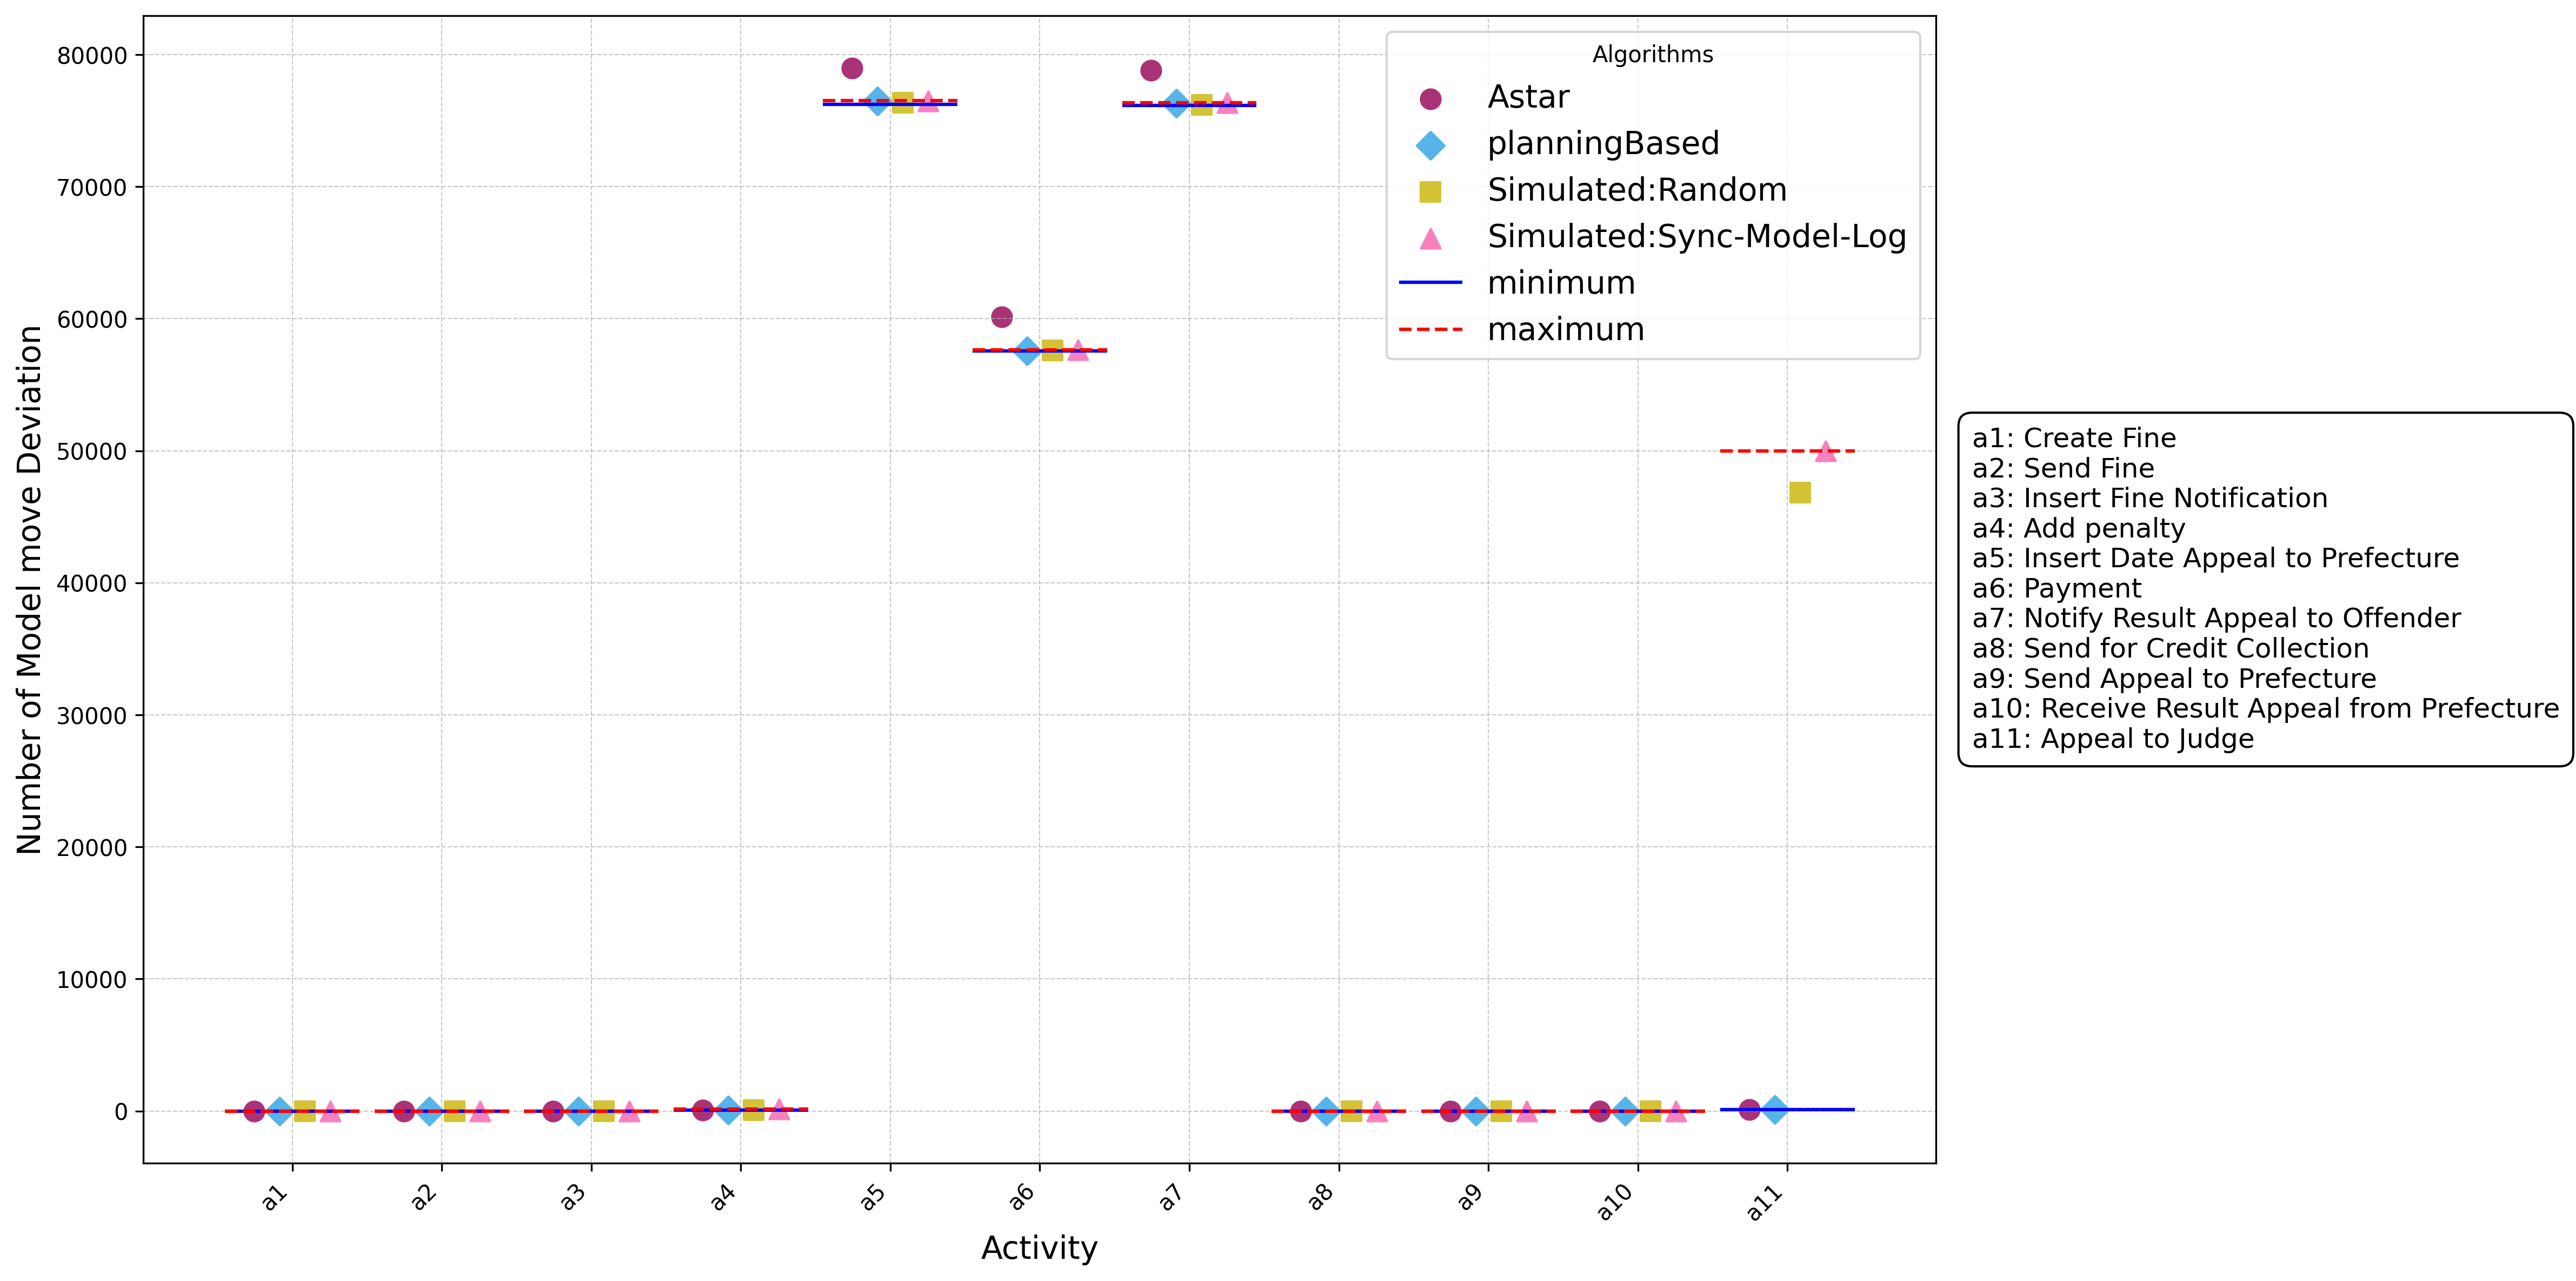 Algorithms
Astar
planningBased
Simulated:Random
Simulated:Sync-Model-Log
minimum
maximum
Number of Model move Deviation
80000
70000
60000
50000
40000
30000
20000
10000
0
a1
a2
a3
a4
a5
a6
a7
a8
a9
a10
a11
Activity
a1: Create Fine
a2: Send Fine
a3: Insert Fine Notification
a4: Add penalty
a5: Insert Date Appeal to Prefecture
a6: Payment
a7: Notify Result Appeal to Offender
a8: Send for Credit Collection
a9: Send Appeal to Prefecture
a10: Receive Result Appeal from Prefecture
a11: Appeal to Judge